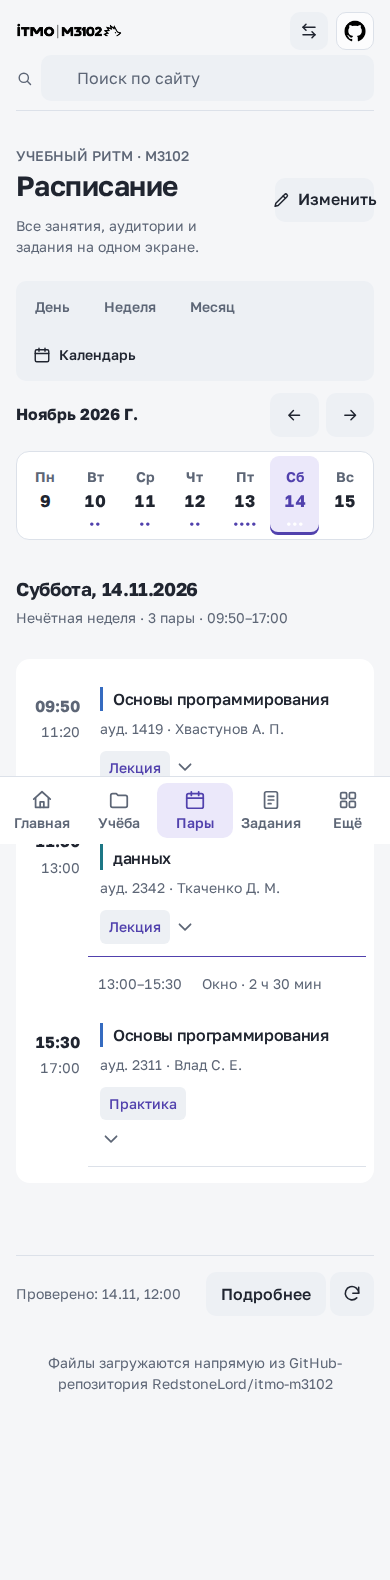 iTMO | M3102
Поиск по сайту
УЧЕБНЫЙ РИТМ · М3102
Расписание
Изменить
Все занятия, аудитории и
задания на одном экране.
День Неделя Месяц
Календарь
Ноябрь 2026 Г.
Пн Вт Ср Чт Пт Сб Вс
9 10 11 12 13 14 15
Суббота, 14.11.2026
Нечётная неделя · 3 пары · 09:50–17:00
09:50 Основы программирования
11:20 ауд. 1419 · Хвастунов А. П.
Лекция
Главная Учёба Пары Задания Ещё
данных
13:00 ауд. 2342 · Ткаченко Д. М.
Лекция
13:00–15:30 Окно · 2 ч 30 мин
15:30 Основы программирования
17:00 ауд. 2311 · Влад С. Е.
Практика
Проверено: 14.11, 12:00 Подробнее
Файлы загружаются напрямую из GitHub-
репозитория RedstoneLord/itmo-m3102